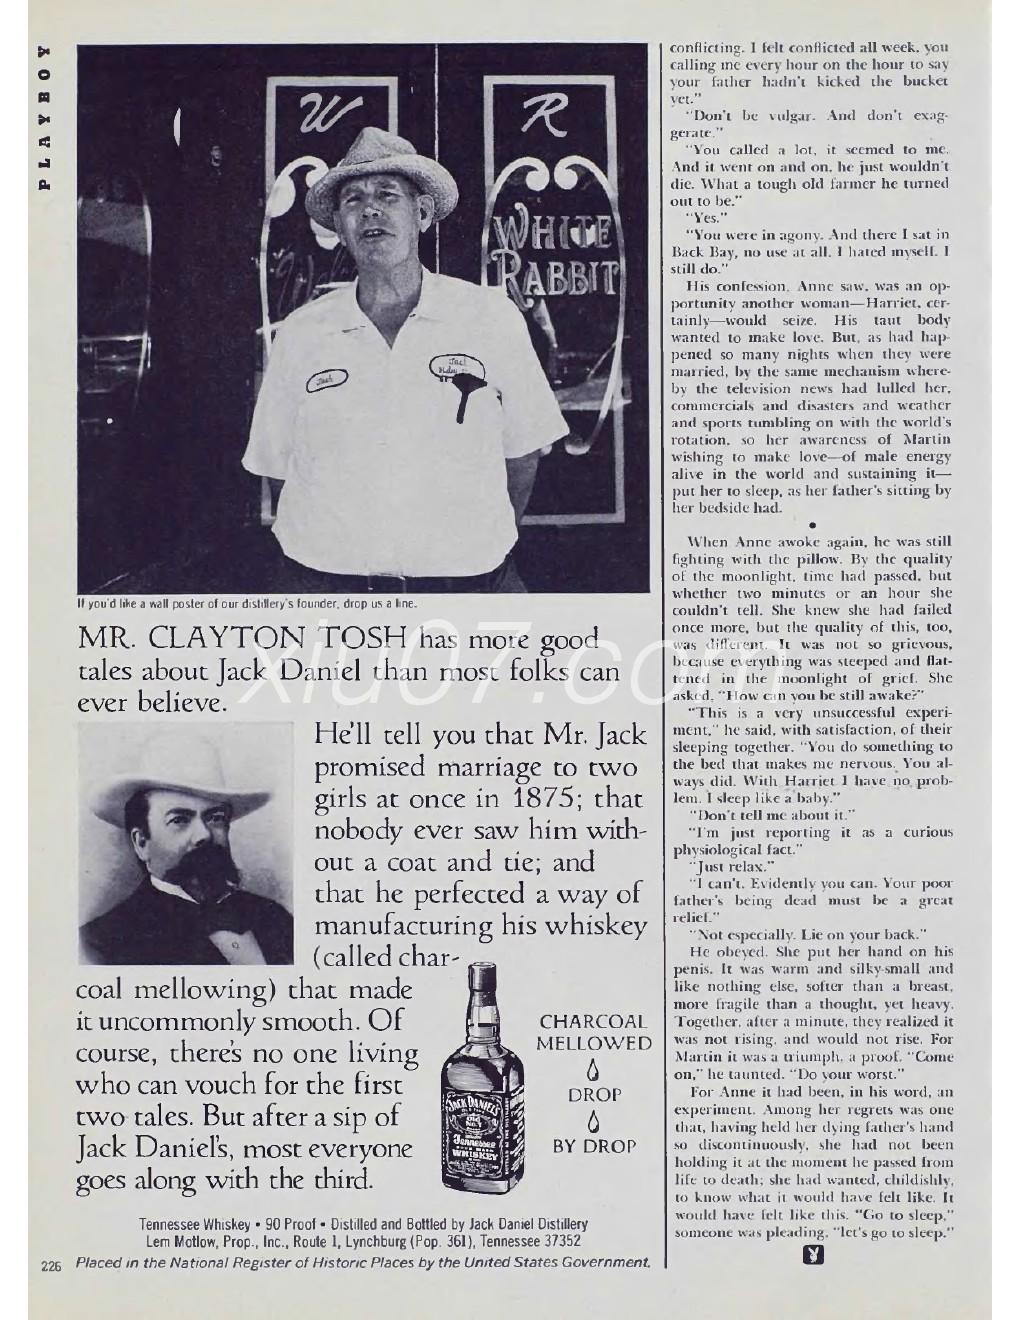 PLAYBOY
W
R
WHITE
RABBIT
Jack
If you'd like a wall poster of our distillery's founder, drop us a line.
MR. CLAYTON TOSH has more good
tales about Jack Daniel than most folks can
ever believe.
He'll tell you that Mr. Jack
promised marriage to two
girls at once in 1875; that
nobody ever saw him with-
out a coat and tie; and
that he perfected a way of
manufacturing his whiskey
(called char-
coal mellowing) that made
it uncommonly smooth. Of
course, there's no one living
who can vouch for the first
two tales. But after a sip of
Jack Daniel's, most everyone
goes along with the third.
JACK DANIEL'S
Old No. 7
Tennessee
WHISKEY
CHARCOAL
MELLOWED
DROP
BY DROP
Tennessee Whiskey • 90 Proof • Distilled and Bottled by Jack Daniel Distillery
Lem Motlow, Prop., Inc., Route 1, Lynchburg (Pop. 361), Tennessee 37352
Placed in the National Register of Historic Places by the United States Government.
226
conflicting. I felt conflicted all week, you
calling me every hour on the hour to say
your father hadn't kicked the bucket
yet."
"Don't be vulgar. And don't exag-
gerate."
"You called a lot, it seemed to me.
And it went on and on, he just wouldn't
die. What a tough old farmer he turned
out to be."
"Yes."
"You were in agony. And there I sat in
Back Bay, no use at all. I hated myself. I
still do."
His confession, Anne saw, was an op-
portunity another woman—Harriet, cer-
tainly—would seize. His taut body
wanted to make love. But, as had hap-
pened so many nights when they were
married, by the same mechanism where-
by the television news had lulled her,
commercials and disasters and weather
and sports tumbling on with the world's
rotation, so her awareness of Martin
wishing to make love—of male energy
alive in the world and sustaining it—
put her to sleep, as her father's sitting by
her bedside had.
•
When Anne awoke again, he was still
fighting with the pillow. By the quality
of the moonlight, time had passed, but
whether two minutes or an hour she
couldn't tell. She knew she had failed
once more, but the quality of this, too,
was different. It was not so grievous,
because everything was steeped and flat-
tened in the moonlight of grief. She
asked, "How can you be still awake?"
"This is a very unsuccessful experi-
ment," he said, with satisfaction, of their
sleeping together. "You do something to
the bed that makes me nervous. You al-
ways did. With Harriet I have no prob-
lem. I sleep like a baby."
"Don't tell me about it."
"I'm just reporting it as a curious
physiological fact."
"Just relax."
"I can't. Evidently you can. Your poor
father's being dead must be a great
relief."
"Not especially. Lie on your back."
He obeyed. She put her hand on his
penis. It was warm and silky-small and
like nothing else, softer than a breast,
more fragile than a thought, yet heavy.
Together, after a minute, they realized it
was not rising, and would not rise. For
Martin it was a triumph, a proof. "Come
on," he taunted. "Do your worst."
For Anne it had been, in his word, an
experiment. Among her regrets was one
that, having held her dying father's hand
so discontinuously, she had not been
holding it at the moment he passed from
life to death; she had wanted, childishly,
to know what it would have felt like. It
would have felt like this. "Go to sleep,"
someone was pleading, "let's go to sleep."
xiu07.com